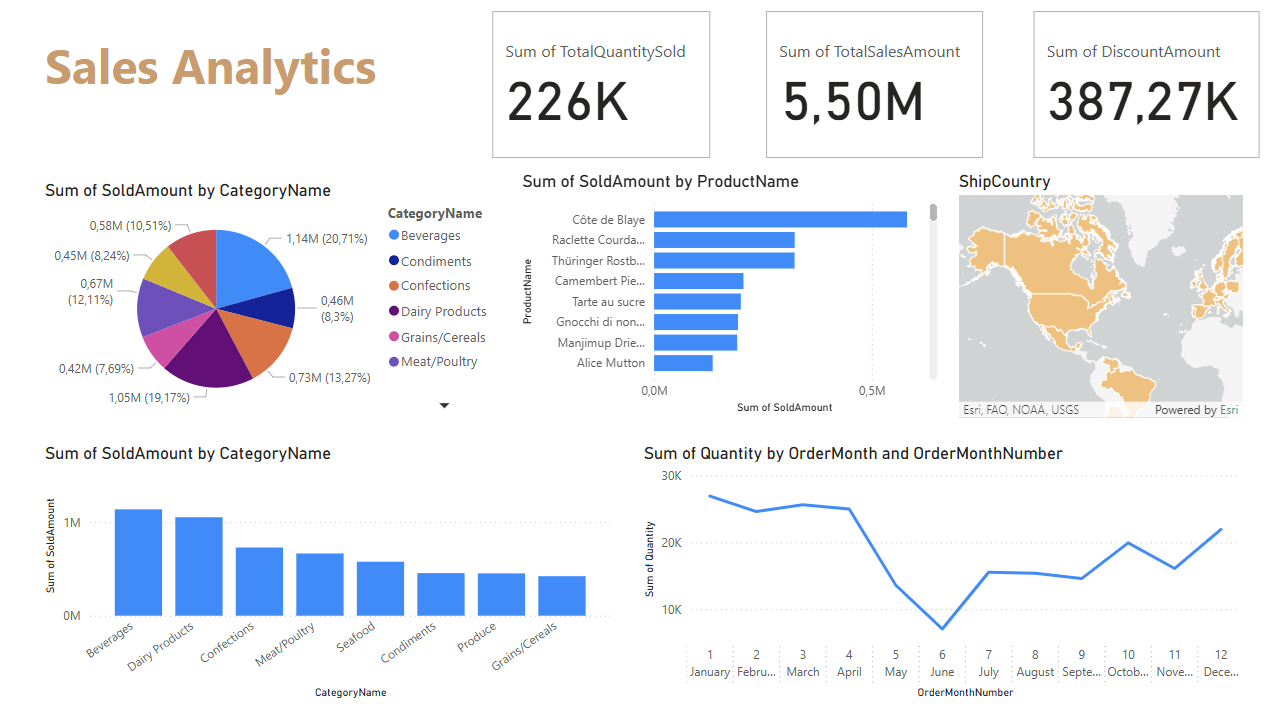 Sales Analytics
Sum of TotalQuantitySold
226K
Sum of TotalSalesAmount
5,50M
Sum of DiscountAmount
387,27K
Sum of SoldAmount by CategoryName
0,58M (10,51%)
1,14M (20,71%)
0,45M (8,24%)
0,67M
(12,11%)
0,46M
(8,3%)
0,42M (7,69%)
0,73M (13,27%)
1,05M (19,17%)
CategoryName
Beverages
Condiments
Confections
Dairy Products
Grains/Cereals
Meat/Poultry
Sum of SoldAmount by ProductName
ProductName
Côte de Blaye
Raclette Courda...
Thüringer Rostb...
Camembert Pie...
Tarte au sucre
Gnocchi di non...
Manjimup Drie...
Alice Mutton
0,0M
0,5M
Sum of SoldAmount
ShipCountry
Esri, FAO, NOAA, USGS
Powered by Esri
Sum of SoldAmount by CategoryName
Sum of SoldAmount
1M
0M
Beverages
Dairy Products
Confections
Meat/Poultry
Seafood
Condiments
Produce
Grains/Cereals
CategoryName
Sum of Quantity by OrderMonth and OrderMonthNumber
Sum of Quantity
30K
20K
10K
1 2 3 4 5 6 7 8 9 10 11 12
January Febru... March April May June July August Septe... Octob... Nove... Dece...
OrderMonthNumber